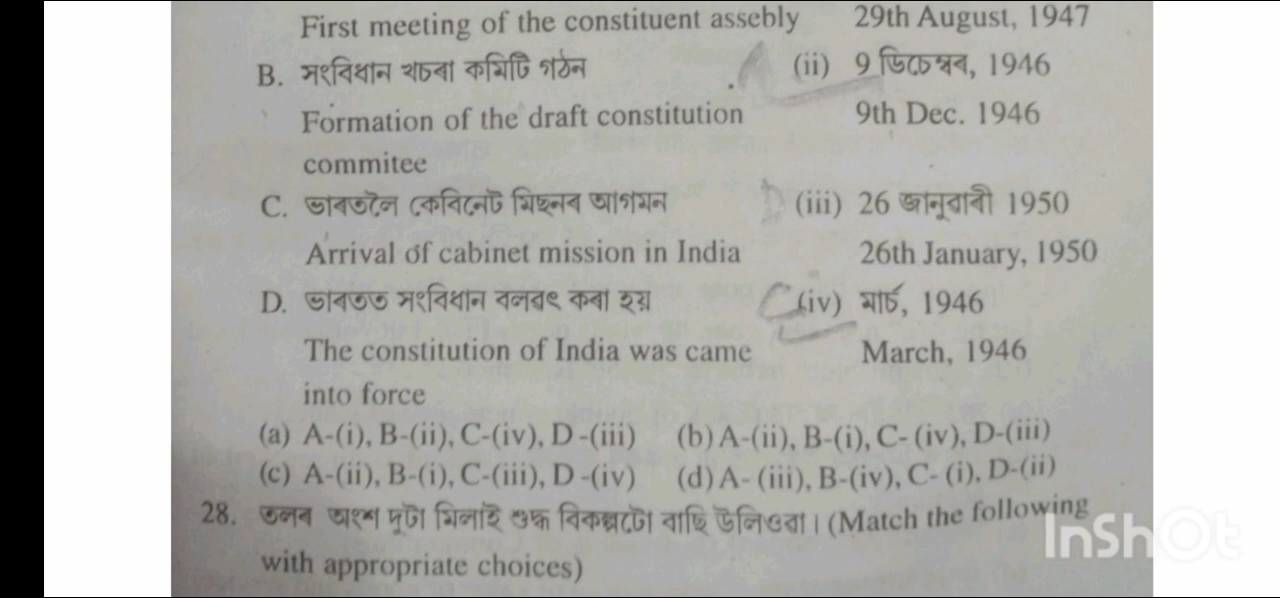 First meeting of the constituent assebly 29th August, 1947
B. সংবিধান খচৰা কমিটি গঠন A (ii) 9 ডিচেম্বৰ, 1946
Formation of the draft constitution 9th Dec. 1946
commitee
C. ভাৰতলৈ কেবিনেট মিছনৰ আগমন D (iii) 26 জানুৱাৰী 1950
Arrival of cabinet mission in India 26th January, 1950
D. ভাৰতত সংবিধান বলবৎ কৰা হয় C (iv) মাৰ্চ, 1946
The constitution of India was came March, 1946
into force
(a) A-(i), B-(ii), C-(iv), D -(iii) (b) A-(ii), B-(i), C- (iv), D-(iii)
(c) A-(ii), B-(i), C-(iii), D -(iv) (d) A- (iii), B-(iv), C- (i), D-(ii)
28. তলৰ অংশ দুটা মিলাই শুদ্ধ বিকল্পটো বাছি উলিওৱা। (Match the following
with appropriate choices)
InShOt